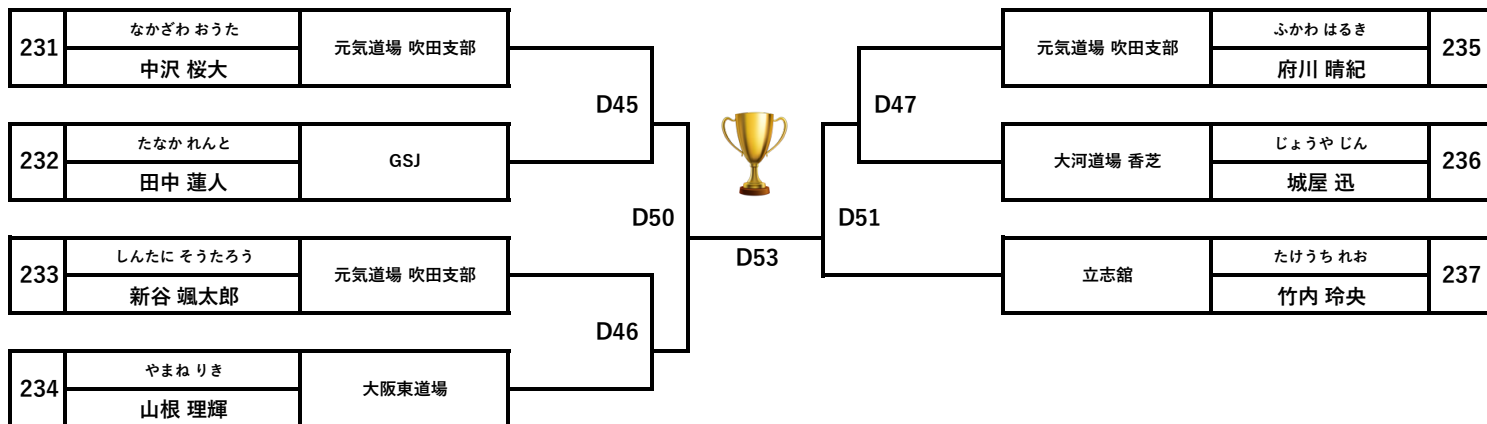 231
なかざわ おうた
中沢 桜大
元気道場 吹田支部
232
たなか れんと
田中 蓮人
GSJ
233
しんたに そうたろう
新谷 颯太郎
元気道場 吹田支部
234
やまね りき
山根 理輝
大阪東道場
D45
D46
D50
D53
D51
D47
元気道場 吹田支部
ふかわ はるき
府川 晴紀
235
大河道場 香芝
じょうや じん
城屋 迅
236
立志舘
たけうち れお
竹内 玲央
237